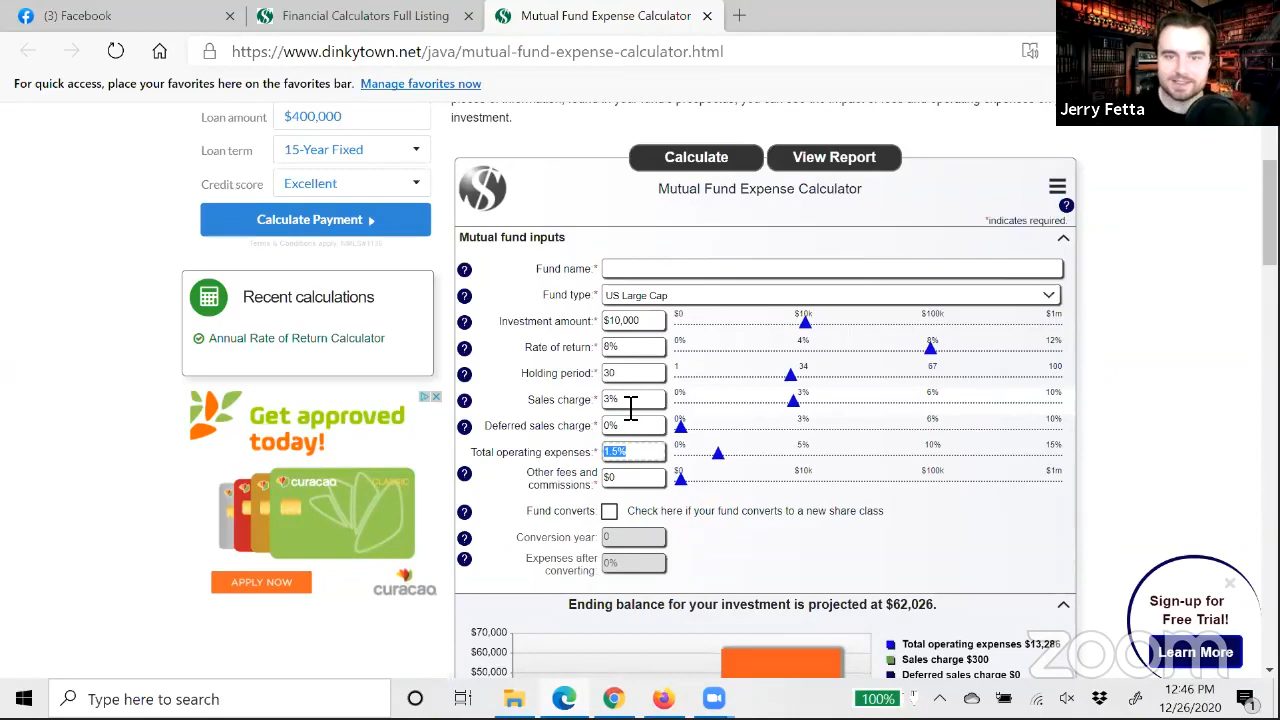 (3) Facebook
Financial Calculators Full Listing
Mutual Fund Expense Calculator
https://www.dinkytown.net/java/mutual-fund-expense-calculator.html
For quick access, place your favorites here on the favorites bar. Manage favorites now
Jerry Fetta
investment.
Loan amount $400,000
Loan term 15-Year Fixed
Credit score Excellent
Calculate Payment
Terms & Conditions apply. NMLS#1136
Recent calculations
Annual Rate of Return Calculator
Get approved
today!
curacao
CLASSIC
APPLY NOW
curacao
Calculate
View Report
Mutual Fund Expense Calculator
*indicates required.
Mutual fund inputs
Fund name:*
Fund type:* US Large Cap
Investment amount:* $10,000 $0 $10k $100k $1m
Rate of return:* 8% 0% 4% 8% 12%
Holding period:* 30 1 34 67 100
Sales charge:* 3% 0% 3% 6% 10%
Deferred sales charge:* 0% 0% 3% 6% 10%
Total operating expenses:* 1.5% 0% 5% 10% 15%
Other fees and
commissions:* $0 $0 $10k $100k $1m
Fund converts: Check here if your fund converts to a new share class
Conversion year: 0
Expenses after
converting: 0%
Ending balance for your investment is projected at $62,026.
$70,000
$60,000
$50,000
Total operating expenses $13,286
Sales charge $300
Deferred sales charge $0
Sign-up for
Free Trial!
Learn More
zoom
Type here to search
100%
12:46 PM
12/26/2020
1